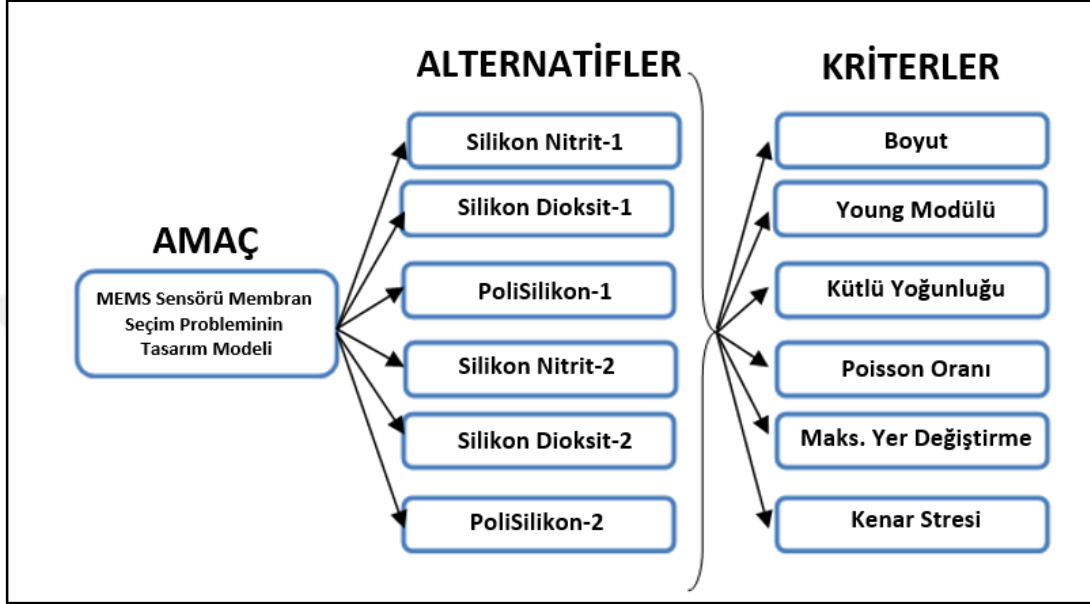 AMAÇ
MEMS Sensörü Membran
Seçim Probleminin
Tasarım Modeli
ALTERNATİFLER
Silikon Nitrit-1
Silikon Dioksit-1
PoliSilikon-1
Silikon Nitrit-2
Silikon Dioksit-2
PoliSilikon-2
KRİTERLER
Boyut
Young Modülü
Kütlü Yoğunluğu
Poisson Oranı
Maks. Yer Değiştirme
Kenar Stresi